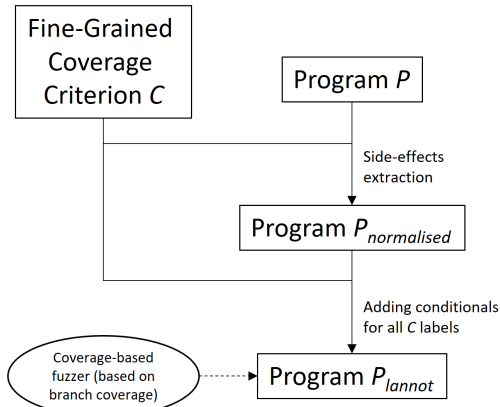 Fine-Grained
Coverage
Criterion C
Program P
Side-effects
extraction
Program Pnormalised
Adding conditionals
for all C labels
Coverage-based
fuzzer (based on
branch coverage)
Program Plannot